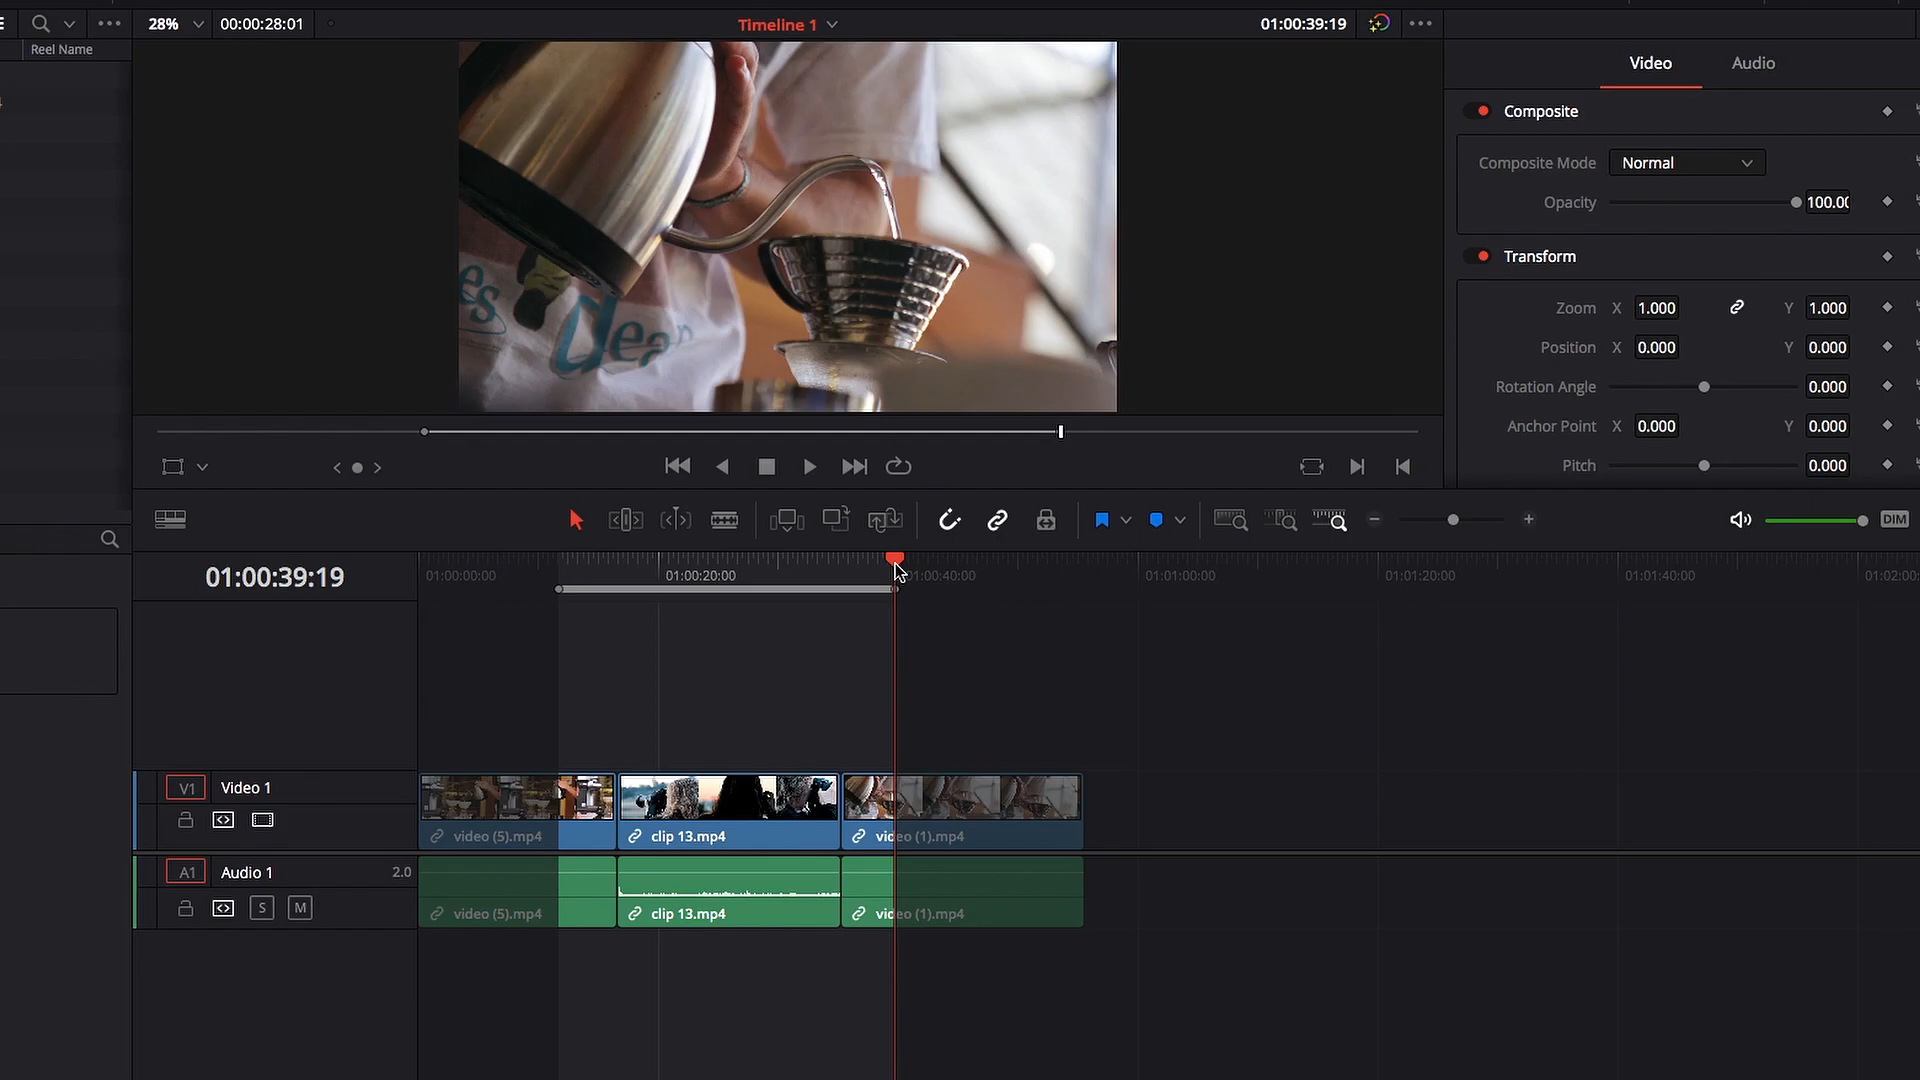 28% 00:00:28:01 Timeline 1 01:00:39:19
Reel Name
Video Audio
Composite
Composite Mode Normal
Opacity 100.00
Transform
Zoom X 1.000 Y 1.000
Position X 0.000 Y 0.000
Rotation Angle 0.000
Anchor Point X 0.000 Y 0.000
Pitch 0.000
DIM
01:00:39:19
01:00:00:00 01:00:20:00 01:00:40:00 01:01:00:00 01:01:20:00 01:01:40:00 01:02:00:
V1 Video 1
video (5).mp4 clip 13.mp4 video (1).mp4
A1 Audio 1 2.0
S M
video (5).mp4 clip 13.mp4 video (1).mp4